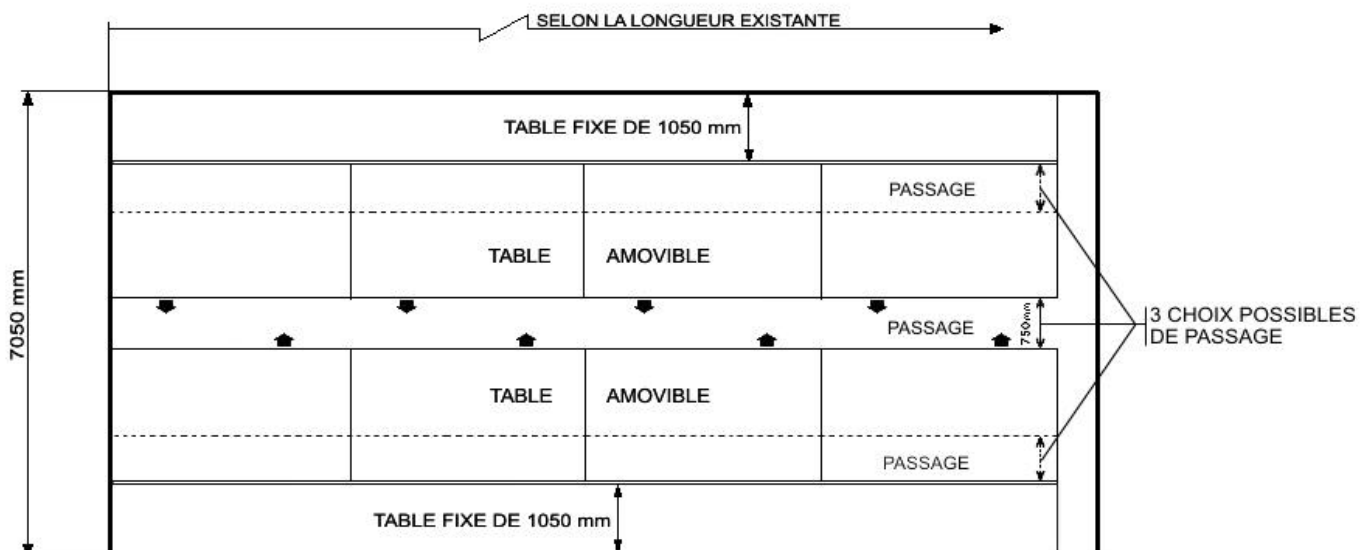 SELON LA LONGUEUR EXISTANTE
TABLE FIXE DE 1050 mm
PASSAGE
TABLE AMOVIBLE
7050 mm
PASSAGE
750mm
3 CHOIX POSSIBLES
DE PASSAGE
TABLE AMOVIBLE
PASSAGE
TABLE FIXE DE 1050 mm